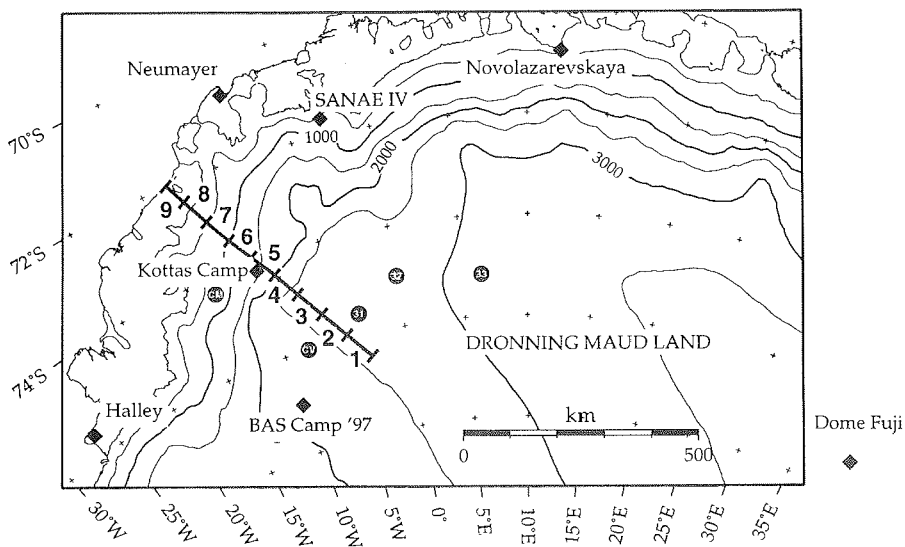 Neumayer
Novolazarevskaya
SANAE IV
1000
2000
3000
70°S
72°S
74°S
9
8
7
6
5
4
3
2
1
Kottas Camp
DRONNING MAUD LAND
Halley
BAS Camp '97
km
0
500
Dome Fuji
30°W
25°W
20°W
15°W
10°W
5°W
0°
5°E
10°E
15°E
20°E
25°E
30°E
35°E